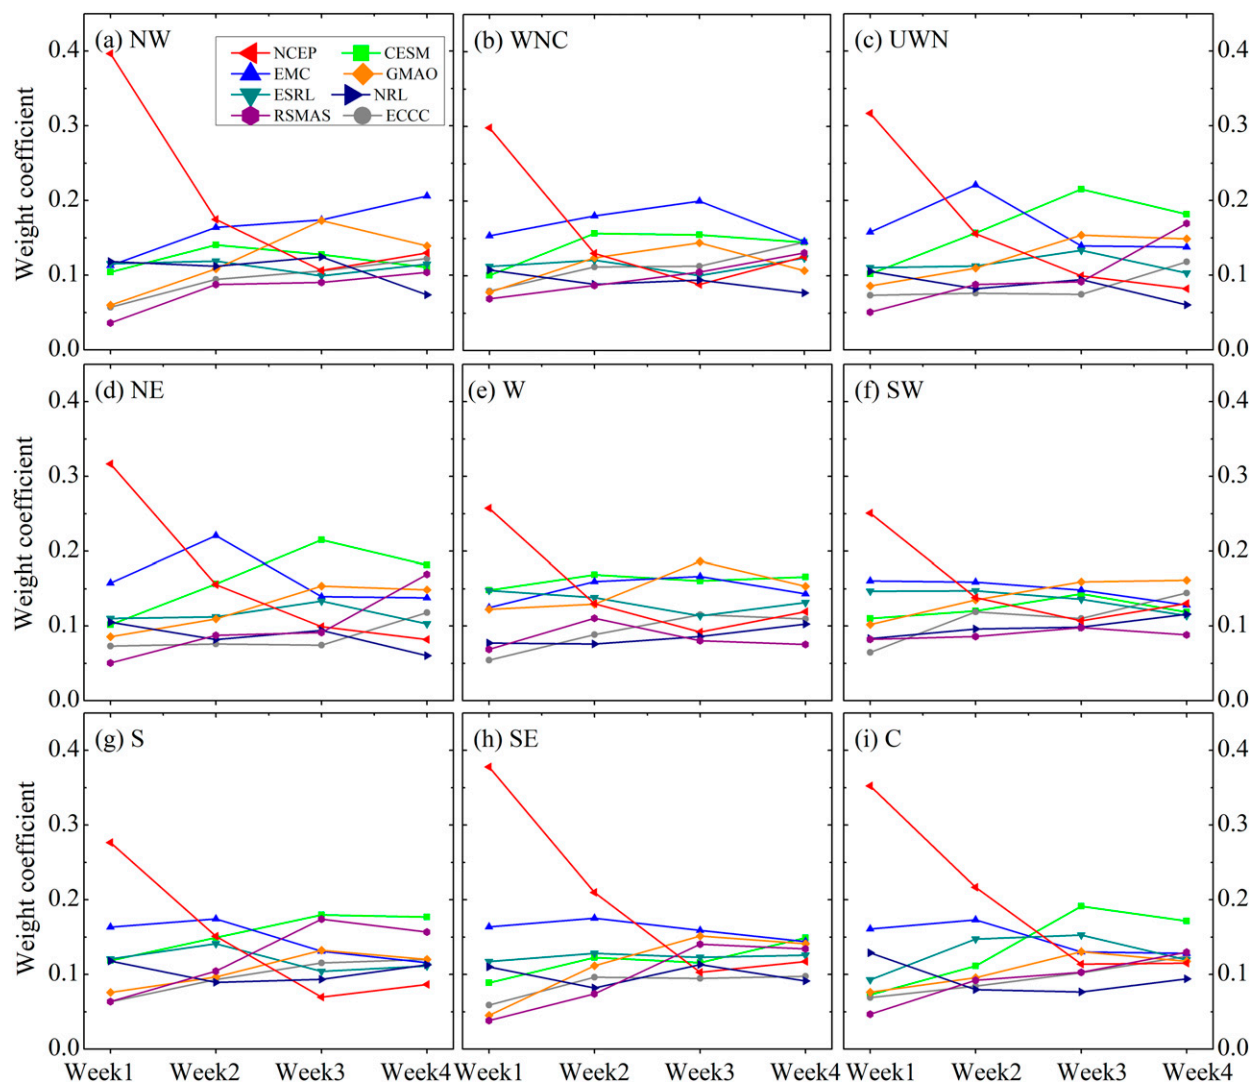 (a) NW
(b) WNC
(c) UWN
NCEP
CESM
EMC
GMAO
ESRL
NRL
RSMAS
ECCC
Weight coefficient
0.4
0.3
0.2
0.1
0.0
0.4
0.3
0.2
0.1
0.0
(d) NE
(e) W
(f) SW
Weight coefficient
0.4
0.3
0.2
0.1
0.0
0.4
0.3
0.2
0.1
0.0
(g) S
(h) SE
(i) C
Weight coefficient
0.4
0.3
0.2
0.1
0.0
0.4
0.3
0.2
0.1
0.0
Week1 Week2 Week3 Week4
Week1 Week2 Week3 Week4
Week1 Week2 Week3 Week4